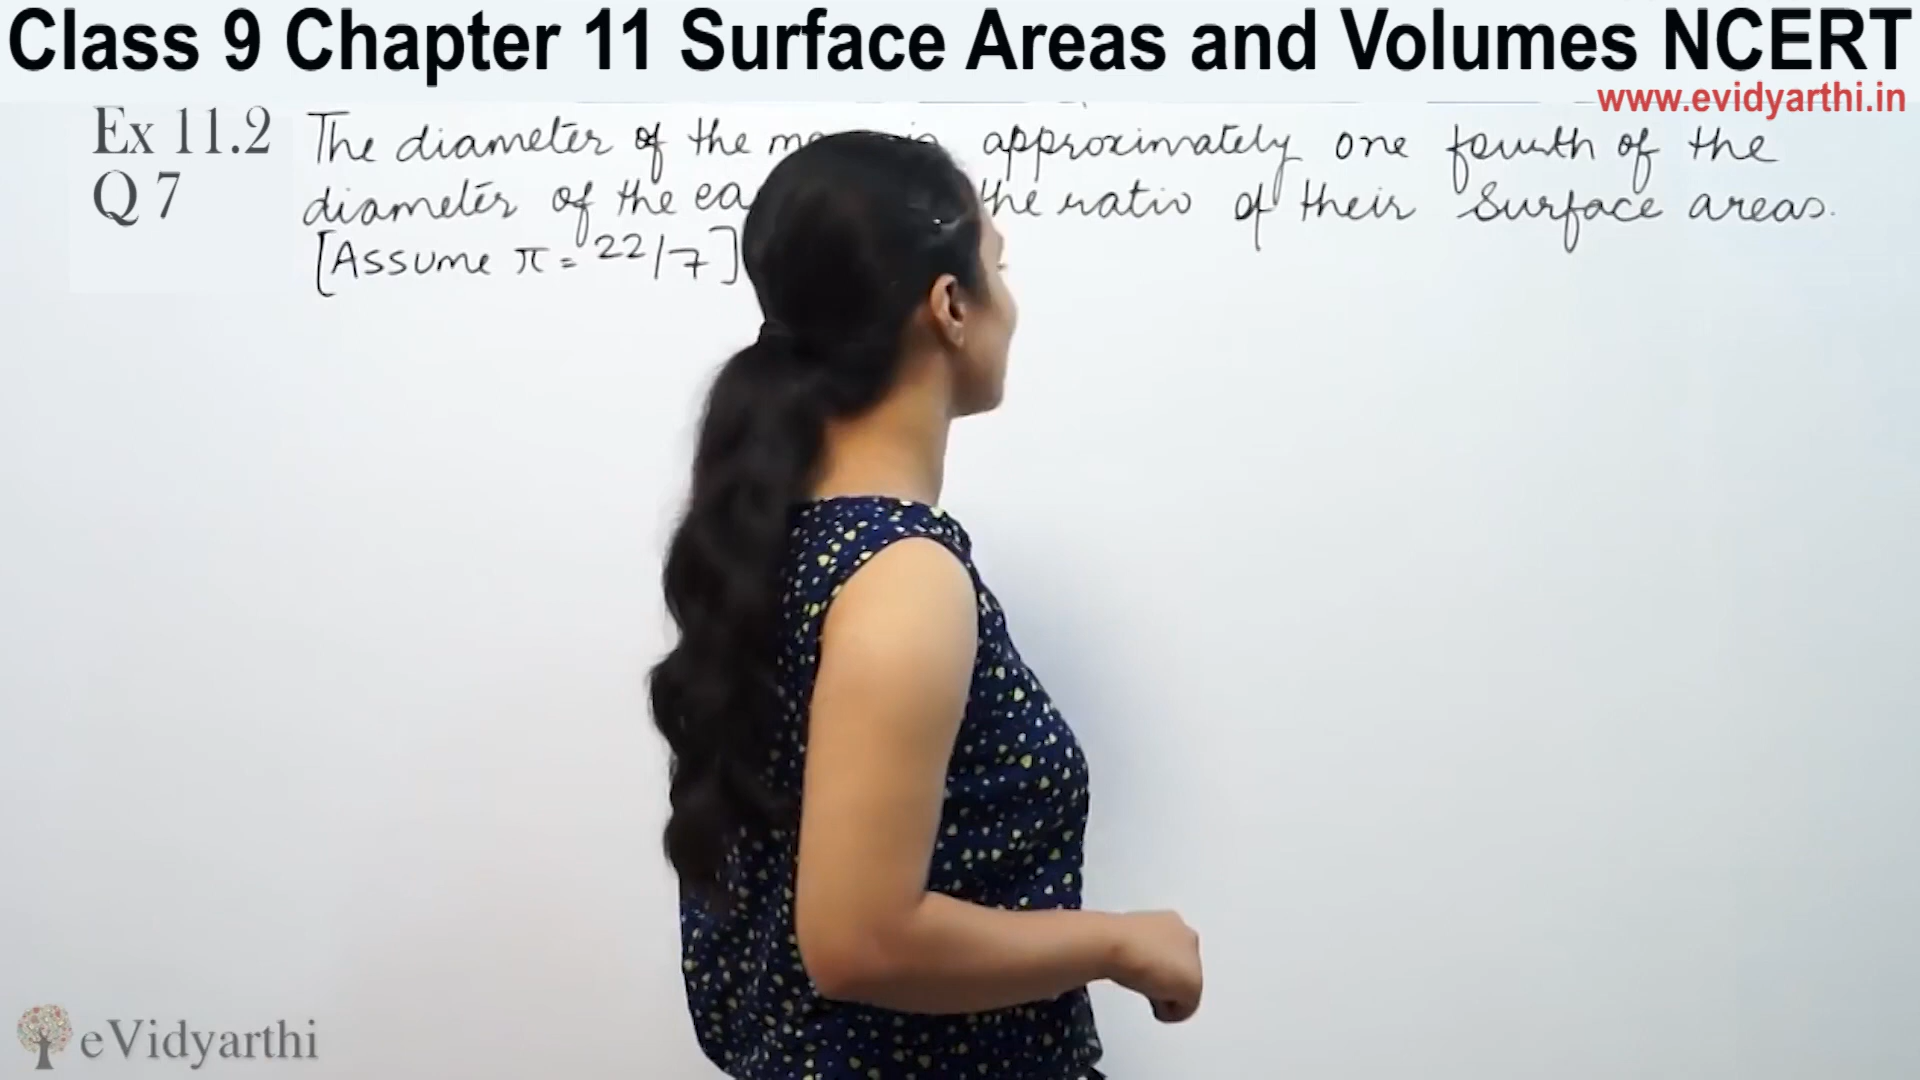 Class 9 Chapter 11 Surface Areas and Volumes NCERT
www.evidyarthi.in
Ex 11.2
Q 7
The diameter of the approximately one fourth of the
diameter of the the ratio of their Surface areas.
[Assume π = 22/7]
eVidyarthi